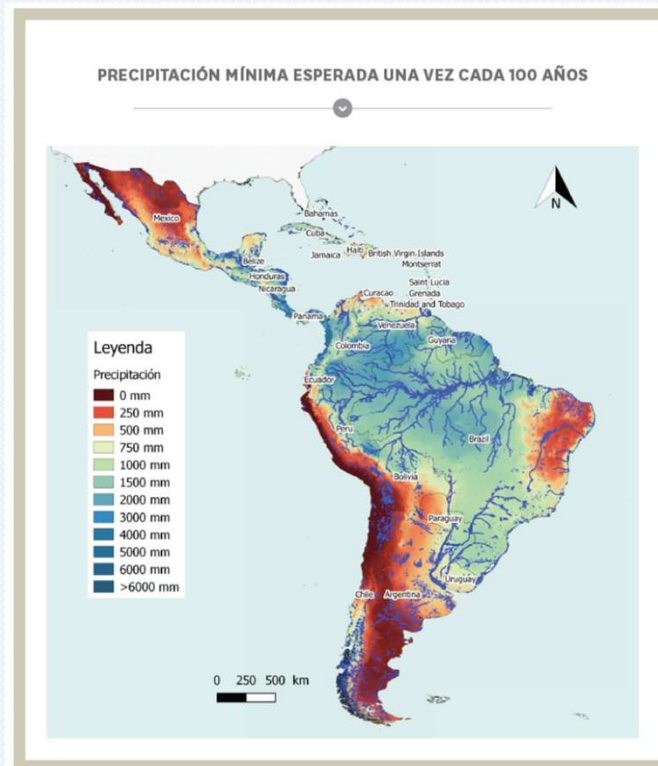 PRECIPITACIÓN MÍNIMA ESPERADA UNA VEZ CADA 100 AÑOS
N
Bahamas
Mexico
Cuba
Jamaica
Haiti
British Virgin Islands
Belize
Montserrat
Honduras
Saint Lucia
Nicaragua
Curacao
Grenada
Trinidad and Tobago
Panama
Venezuela
Colombia
Guyana
Ecuador
Peru
Brazil
Bolivia
Paraguay
Uruguay
Chile
Argentina
Leyenda
Precipitación
0 mm
250 mm
500 mm
750 mm
1000 mm
1500 mm
2000 mm
3000 mm
4000 mm
5000 mm
6000 mm
>6000 mm
0 250 500 km